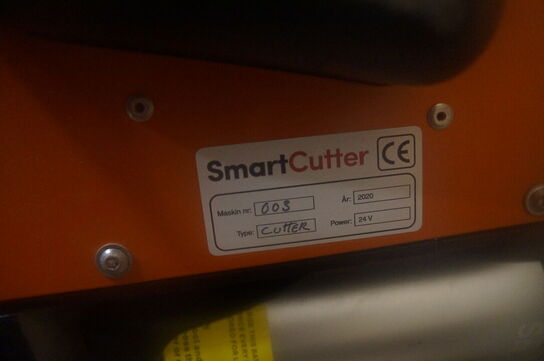 SmartCutter CE
Maskin nr: 003 År: 2020
Type: CUTTER Power: 24 V